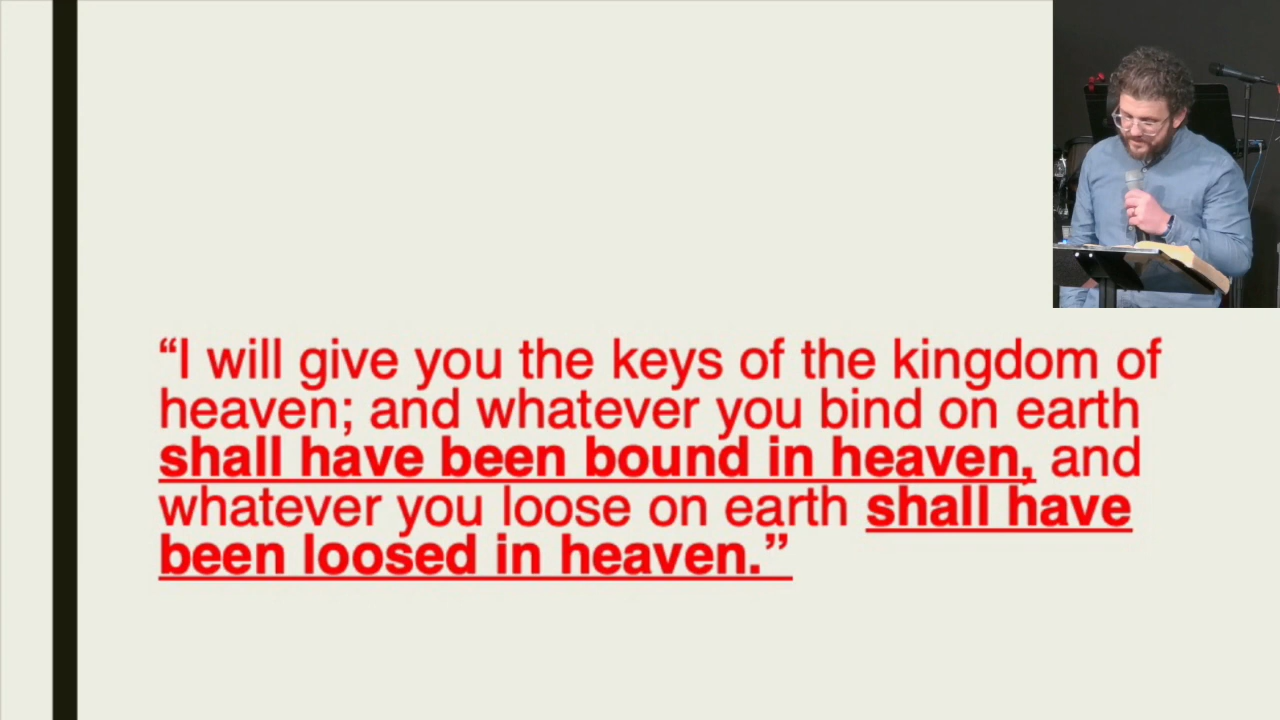 “I will give you the keys of the kingdom of
heaven; and whatever you bind on earth
shall have been bound in heaven, and
whatever you loose on earth shall have
been loosed in heaven.”